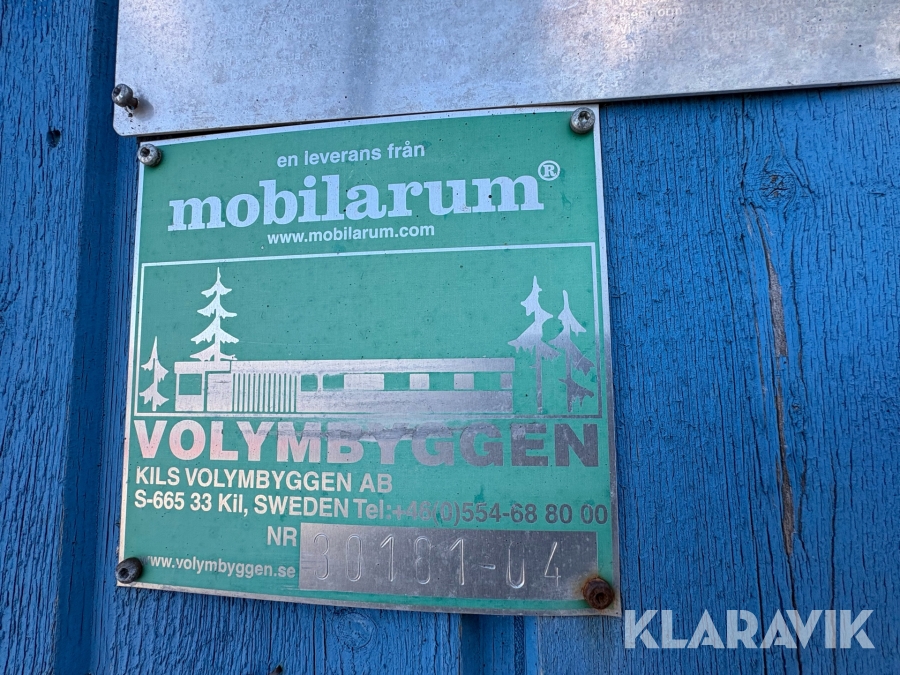 en leverans från
mobilarum®
www.mobilarum.com
VOLYMBYGGEN
KILS VOLYMBYGGEN AB
S-665 33 Kil, SWEDEN Tel:+46(0)554-68 80 00
NR 30181-04
www.volymbyggen.se
KLARAVIK